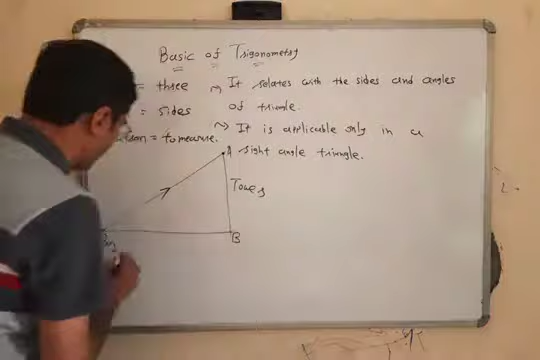 Basic of Trigonometry
= three ~> It relates with the sides and angles
= sides of triangle.
= to measure. ~> It is applicable only in a
right angle triangle.
A
Tower
B